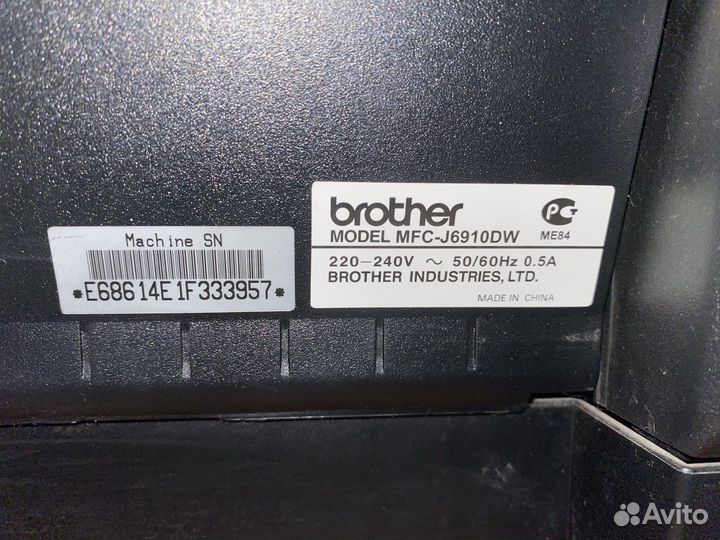 Machine SN
*E68614E1F333957*
brother
MODEL MFC-J6910DW
РСТ
ME84
220–240V ~ 50/60Hz 0.5A
BROTHER INDUSTRIES, LTD.
MADE IN CHINA
Avito